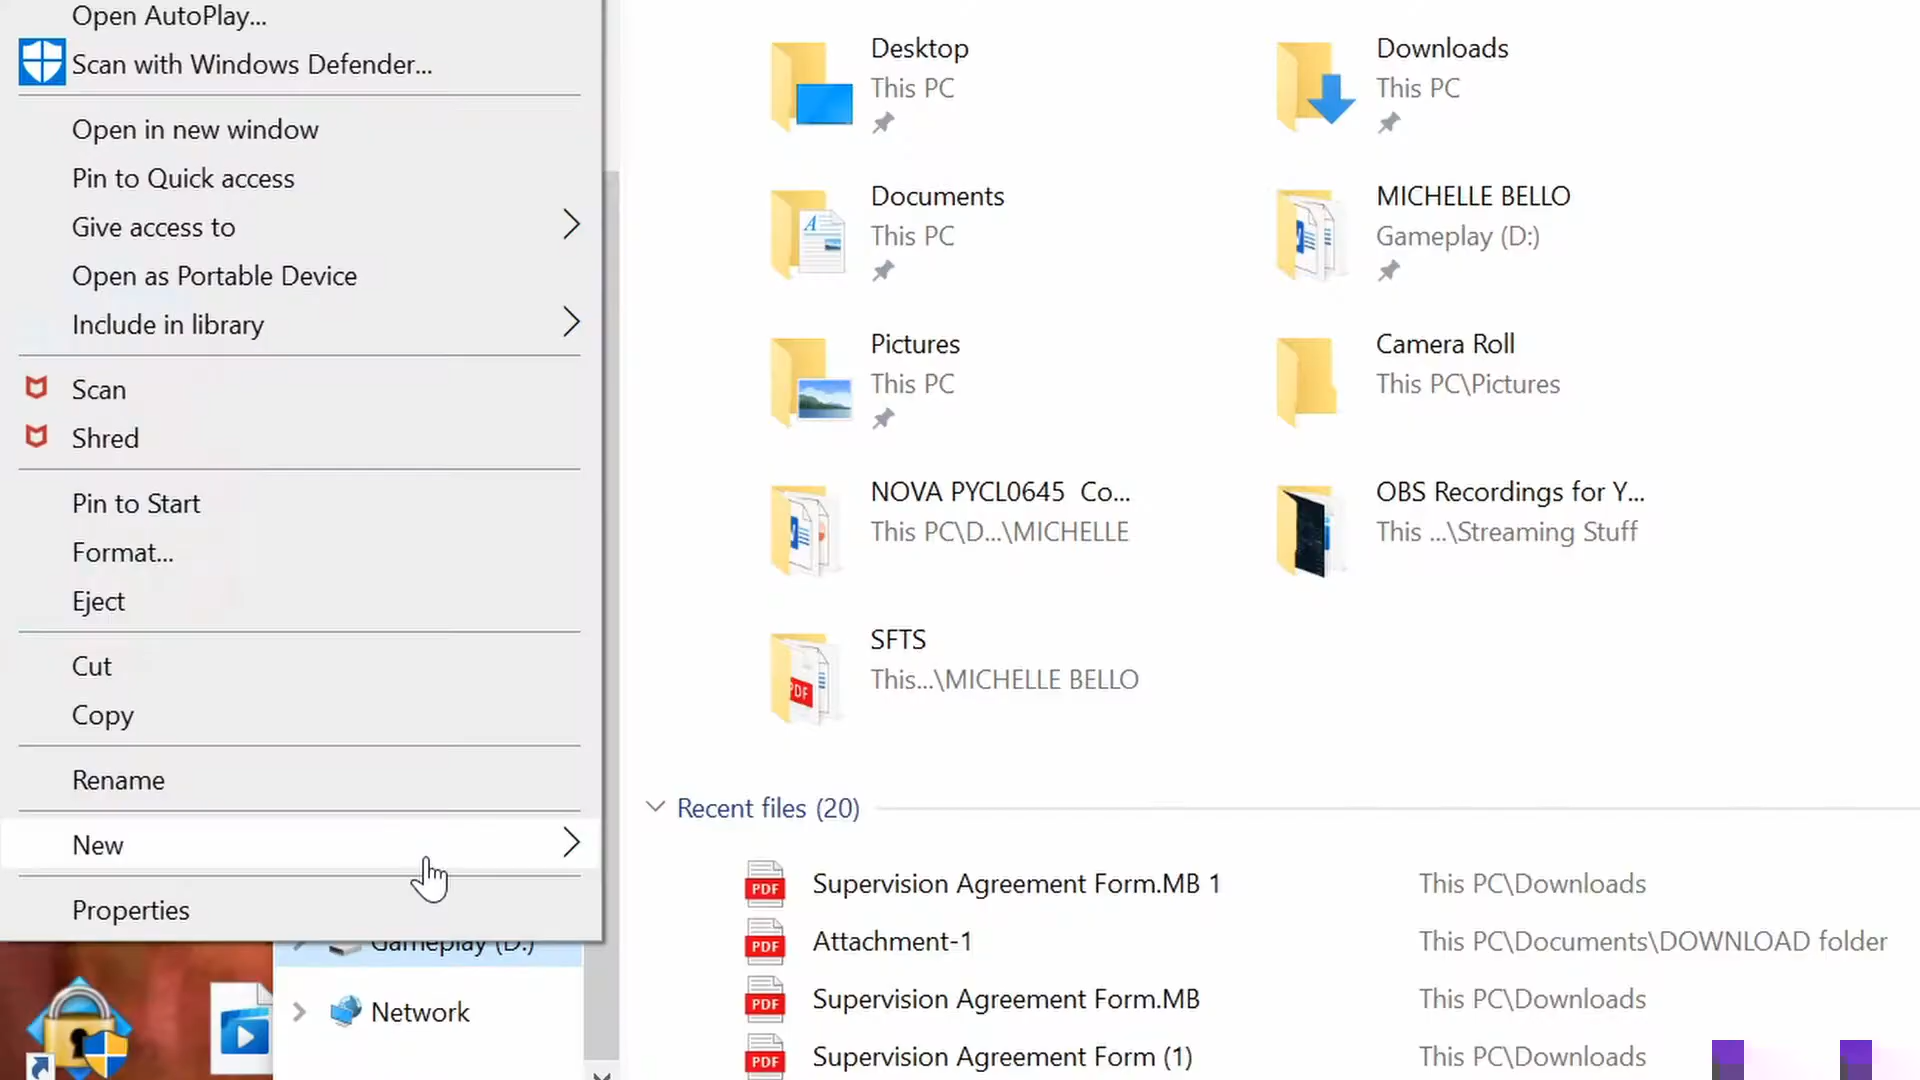 Open AutoPlay...
Scan with Windows Defender...
Open in new window
Pin to Quick access
Give access to
Open as Portable Device
Include in library
Scan
Shred
Pin to Start
Format...
Eject
Cut
Copy
Rename
New
Properties
Gameplay (D:)
Network
Desktop
This PC
Downloads
This PC
Documents
This PC
MICHELLE BELLO
Gameplay (D:)
Pictures
This PC
Camera Roll
This PC\Pictures
NOVA PYCL0645 Co...
This PC\D...\MICHELLE
OBS Recordings for Y...
This ...\Streaming Stuff
PDF
SFTS
This...\MICHELLE BELLO
Recent files (20)
PDF Supervision Agreement Form.MB 1 This PC\Downloads
PDF Attachment-1 This PC\Documents\DOWNLOAD folder
PDF Supervision Agreement Form.MB This PC\Downloads
PDF Supervision Agreement Form (1) This PC\Downloads